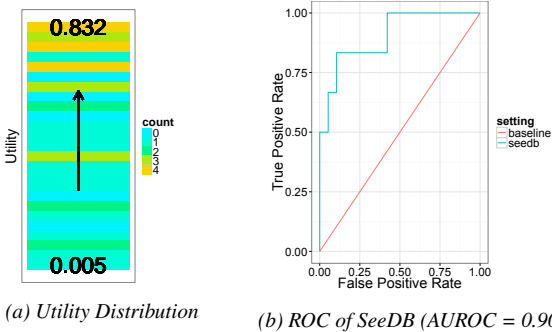 0.832
Utility
0.005
count
0
1
2
3
4
(a) Utility Distribution
1.00
0.75
0.50
0.25
0.00
True Positive Rate
0.00 0.25 0.50 0.75 1.00
False Positive Rate
setting
baseline
seedb
(b) ROC of SeeDB (AUROC = 0.90